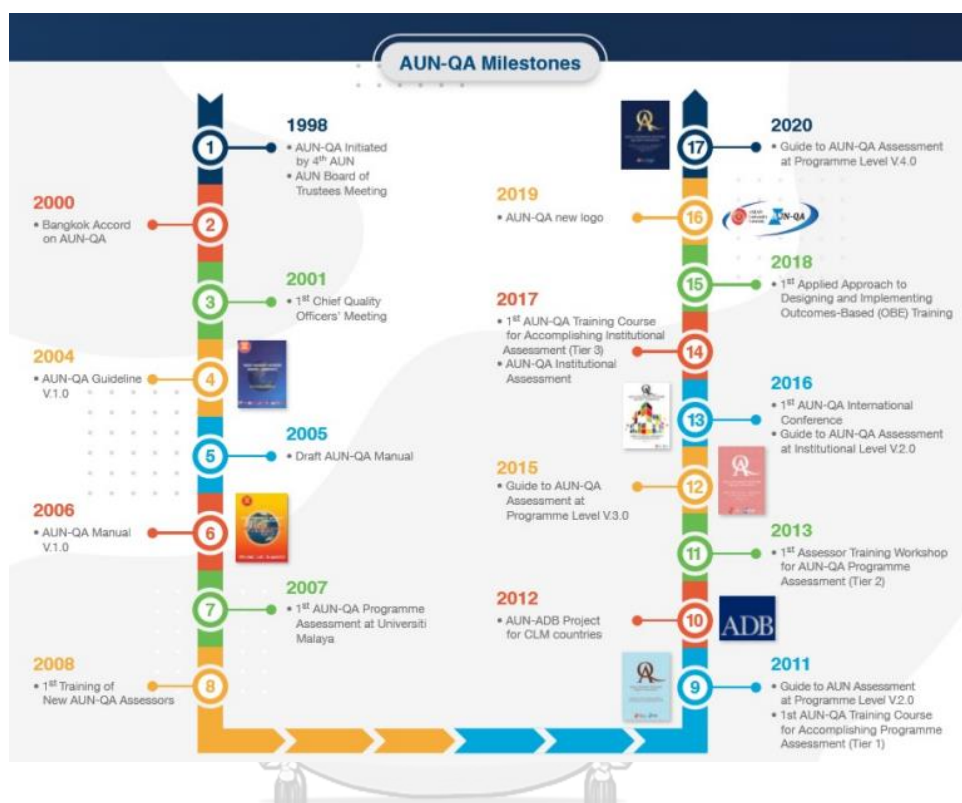 AUN-QA Milestones
1
1998
• AUN-QA Initiated
by 4th AUN
• AUN Board of
Trustees Meeting
2000
• Bangkok Accord
on AUN-QA
2
3
2001
• 1st Chief Quality
Officers' Meeting
2004
• AUN-QA Guideline
V.1.0
4
5
2005
• Draft AUN-QA Manual
2006
• AUN-QA Manual
V.1.0
6
7
2007
• 1st AUN-QA Programme
Assessment at Universiti
Malaya
2008
• 1st Training of
New AUN-QA Assessors
8
9
2011
• Guide to AUN Assessment
at Programme Level V.2.0
• 1st AUN-QA Training Course
for Accomplishing Programme
Assessment (Tier 1)
2012
• AUN-ADB Project
for CLM countries
10
ADB
11
2013
• 1st Assessor Training Workshop
for AUN-QA Programme
Assessment (Tier 2)
2015
• Guide to AUN-QA
Assessment at
Programme Level V.3.0
12
13
2016
• 1st AUN-QA International
Conference
• Guide to AUN-QA Assessment
at Institutional Level V.2.0
2017
• 1st AUN-QA Training Course
for Accomplishing Institutional
Assessment (Tier 3)
• AUN-QA Institutional
Assessment
14
15
2018
• 1st Applied Approach to
Designing and Implementing
Outcomes-Based (OBE) Training
2019
• AUN-QA new logo
16
17
2020
• Guide to AUN-QA Assessment
at Programme Level V.4.0